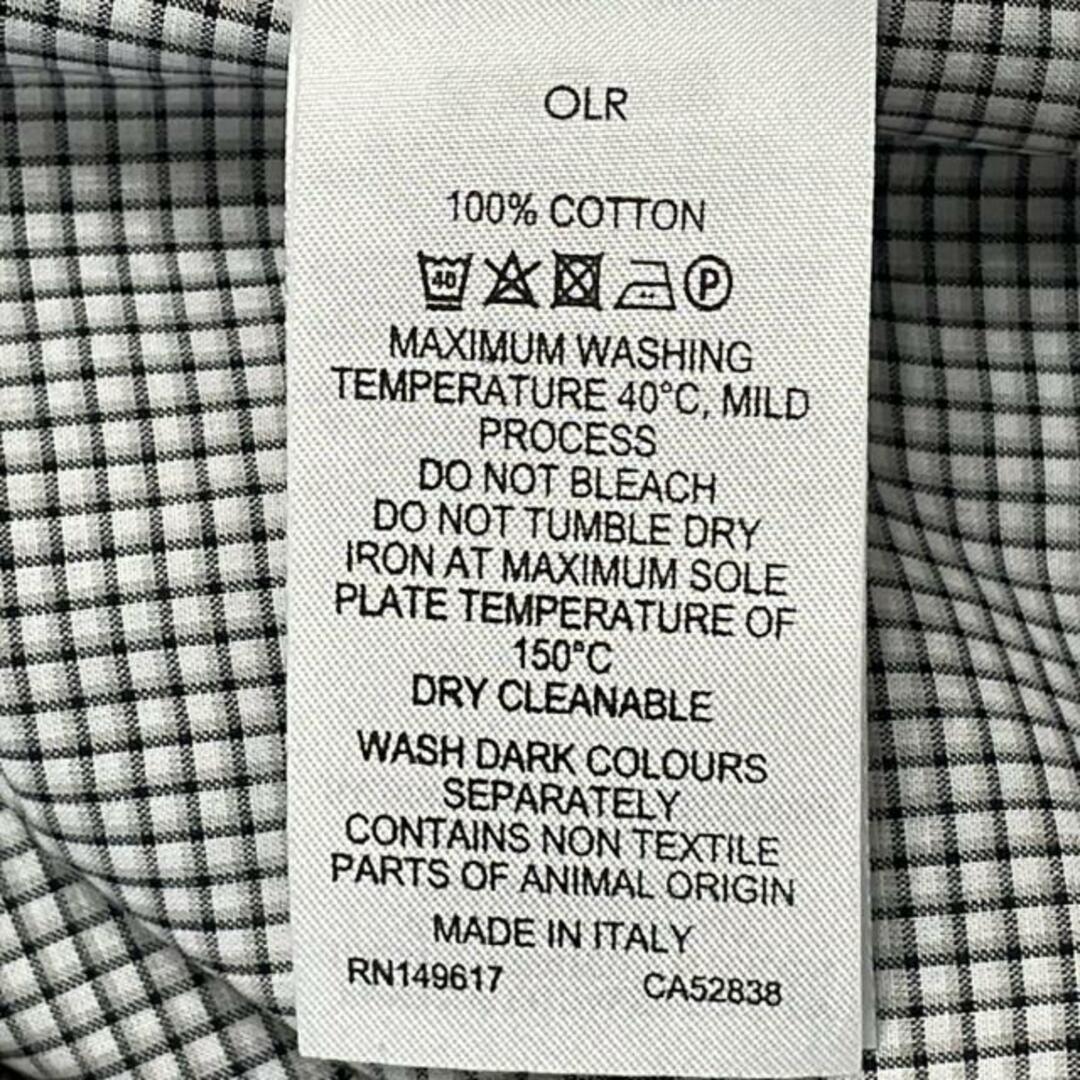 OLR
100% COTTON
40 P
MAXIMUM WASHING
TEMPERATURE 40°C, MILD
PROCESS
DO NOT BLEACH
DO NOT TUMBLE DRY
IRON AT MAXIMUM SOLE
PLATE TEMPERATURE OF
150°C
DRY CLEANABLE
WASH DARK COLOURS
SEPARATELY
CONTAINS NON TEXTILE
PARTS OF ANIMAL ORIGIN
MADE IN ITALY
RN149617 CA52838